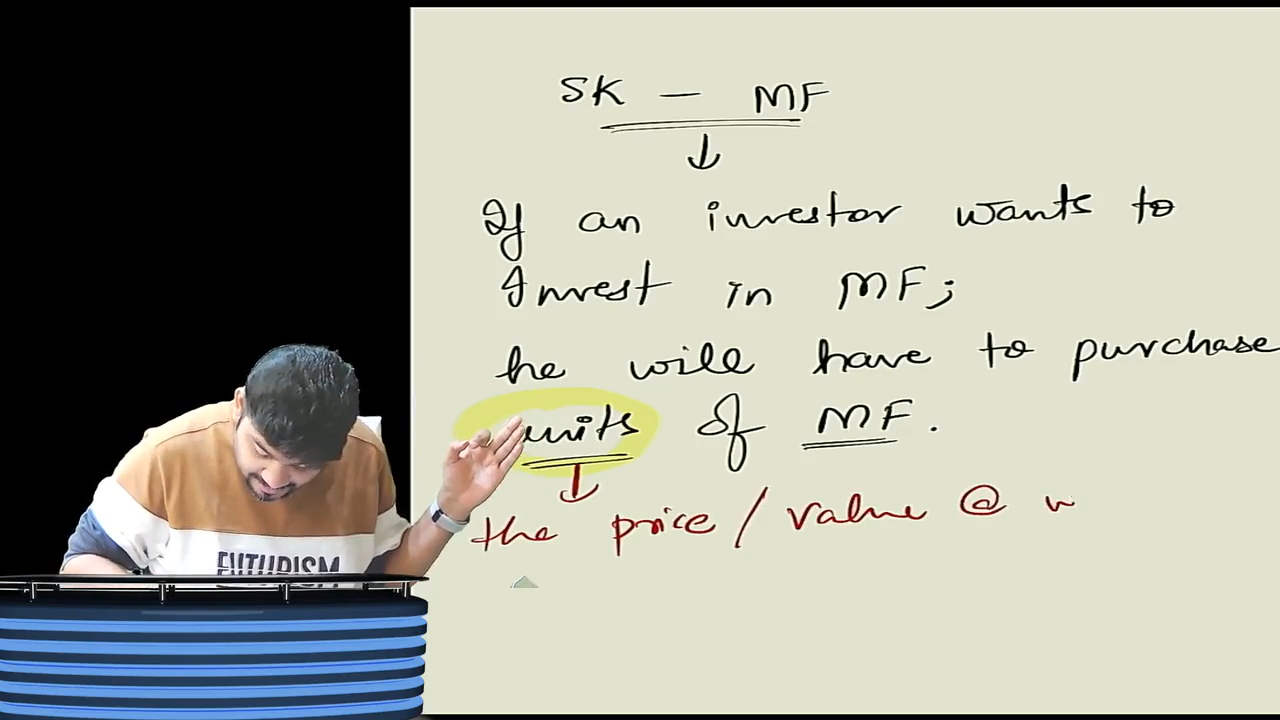 SK - MF
If an investor wants to
Invest in MF;
he will have to purchase
units of MF.
the price/value @ w
FUTURISM